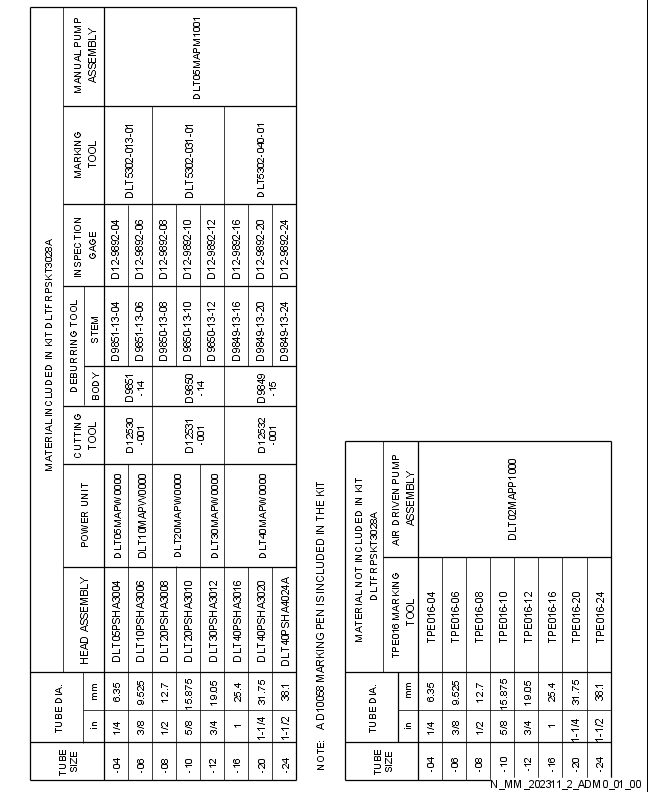 MATERIAL INCLUDED IN KIT DLTFRPSKT3028A
TUBE SIZE | TUBE DIA. in | TUBE DIA. mm | HEAD ASSEMBLY | POWER UNIT | CUTTING TOOL | DEBURRING TOOL BODY | DEBURRING TOOL STEM | INSPECTION GAGE | MARKING TOOL | MANUAL PUMP ASSEMBLY
-04 | 1/4 | 6.35 | DLT05PSHA3004 | DLT05MAPW0000 | D12530-001 | D9851-14 | D9851-13-04 | D12-9892-04 | DLT5302-013-01 | DLT05MAPM1001
-06 | 3/8 | 9.525 | DLT10PSHA3006 | DLT10MAPW0000 | D9851-13-06 | D12-9892-06
-08 | 1/2 | 12.7 | DLT20PSHA3008 | DLT20MAPW0000 | D12531-001 | D9850-14 | D9850-13-08 | D12-9892-08 | DLT5302-031-01
-10 | 5/8 | 15.875 | DLT20PSHA3010 | D9850-13-10 | D12-9892-10
-12 | 3/4 | 19.05 | DLT30PSHA3012 | DLT30MAPW0000 | D9850-13-12 | D12-9892-12
-16 | 1 | 25.4 | DLT40PSHA3016 | DLT40MAPW0000 | D12532-001 | D9849-15 | D9849-13-16 | D12-9892-16 | DLT5302-040-01
-20 | 1-1/4 | 31.75 | DLT40PSHA3020 | D9849-13-20 | D12-9892-20
-24 | 1-1/2 | 38.1 | DLT40PSHA4024A | D9849-13-24 | D12-9892-24
NOTE: A D10058 MARKING PEN IS INCLUDED IN THE KIT
MATERIAL NOT INCLUDED IN KIT
DLTFRPSKT3028A
TUBE SIZE | TUBE DIA. in | TUBE DIA. mm | TPE016 MARKING TOOL | AIR DRIVEN PUMP ASSEMBLY
-04 | 1/4 | 6.35 | TPE016-04 | DLT02MAPP1000
-06 | 3/8 | 9.525 | TPE016-06
-08 | 1/2 | 12.7 | TPE016-08
-10 | 5/8 | 15.875 | TPE016-10
-12 | 3/4 | 19.05 | TPE016-12
-16 | 1 | 25.4 | TPE016-16
-20 | 1-1/4 | 31.75 | TPE016-20
-24 | 1-1/2 | 38.1 | TPE016-24
N_MM_202311_2_ADM0_01_00